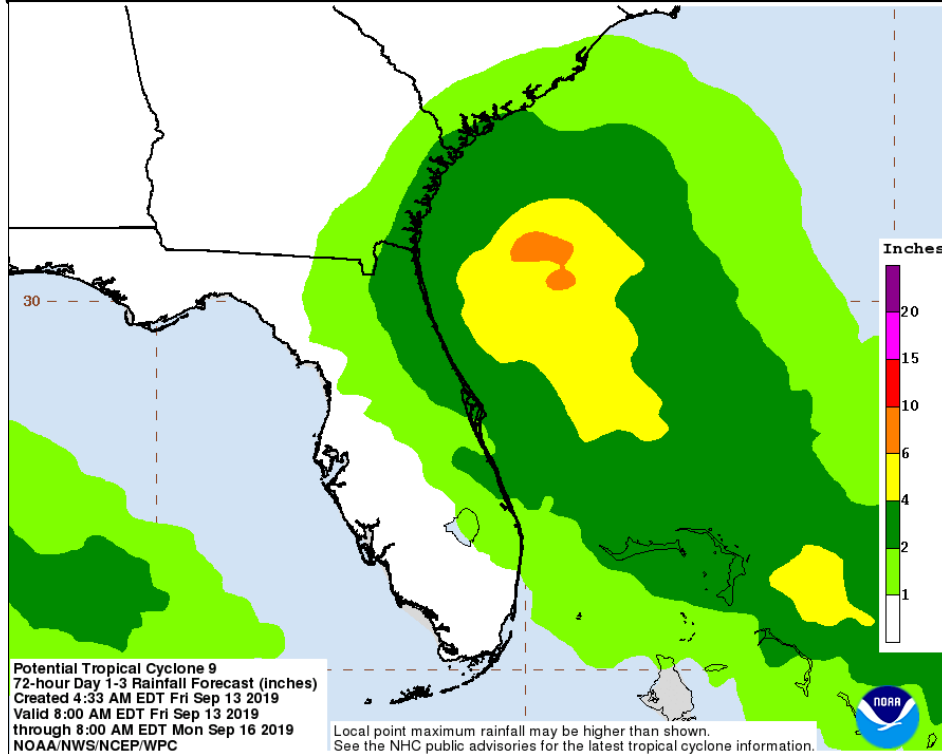 Inches
20
15
10
6
4
2
1
30
Potential Tropical Cyclone 9
72-hour Day 1-3 Rainfall Forecast (inches)
Created 4:33 AM EDT Fri Sep 13 2019
Valid 8:00 AM EDT Fri Sep 13 2019
through 8:00 AM EDT Mon Sep 16 2019
NOAA/NWS/NCEP/WPC
Local point maximum rainfall may be higher than shown.
See the NHC public advisories for the latest tropical cyclone information.
NOAA